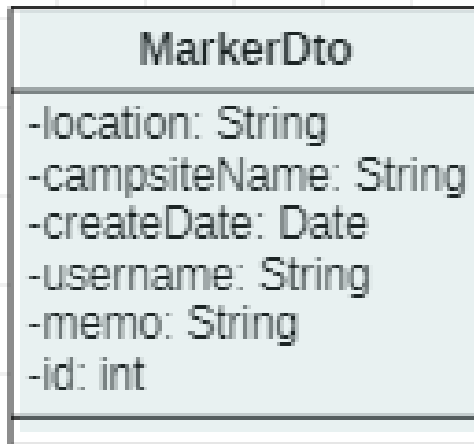 MarkerDto
-location: String
-campsiteName: String
-createDate: Date
-username: String
-memo: String
-id: int